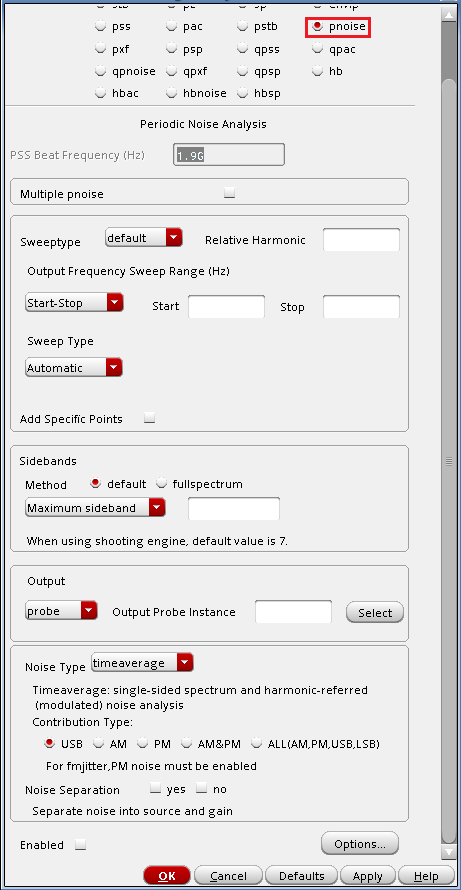 stb pz sp envlp
pss pac pstb pnoise
pxf psp qpss qpac
qpnoise qpxf qpsp hb
hbac hbnoise hbsp
Periodic Noise Analysis
PSS Beat Frequency (Hz) 1.9G
Multiple pnoise
Sweeptype default Relative Harmonic
Output Frequency Sweep Range (Hz)
Start-Stop Start Stop
Sweep Type
Automatic
Add Specific Points
Sidebands
Method default fullspectrum
Maximum sideband
When using shooting engine, default value is 7.
Output
probe Output Probe Instance Select
Noise Type timeaverage
Timeaverage: single-sided spectrum and harmonic-referred
(modulated) noise analysis
Contribution Type:
USB AM PM AM&PM ALL(AM,PM,USB,LSB)
For fmjitter,PM noise must be enabled
Noise Separation yes no
Separate noise into source and gain
Enabled Options...
OK Cancel Defaults Apply Help